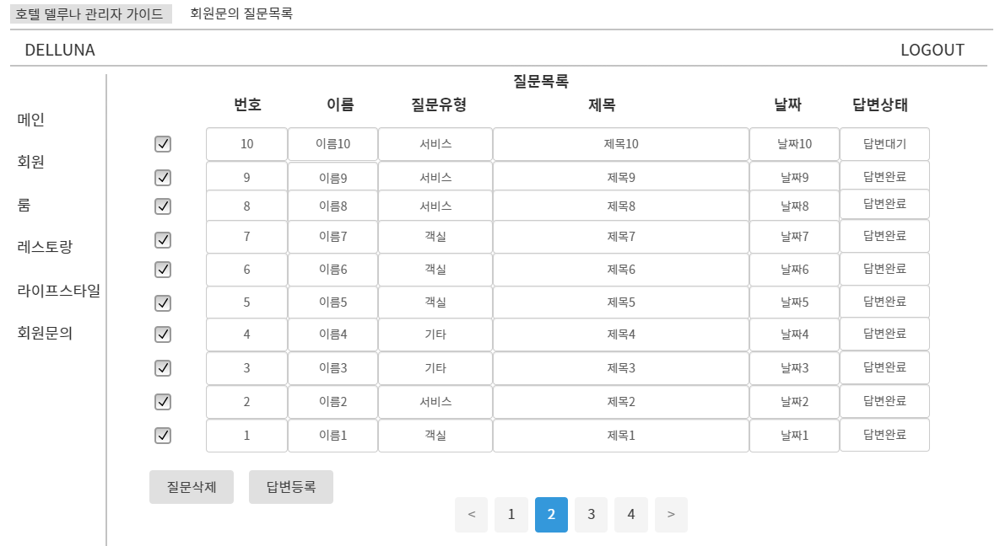 호텔 델루나 관리자 가이드 회원문의 질문목록
DELLUNA LOGOUT
메인
회원
룸
레스토랑
라이프스타일
회원문의
질문목록
번호 이름 질문유형 제목 날짜 답변상태
10 이름10 서비스 제목10 날짜10 답변대기
9 이름9 서비스 제목9 날짜9 답변완료
8 이름8 서비스 제목8 날짜8 답변완료
7 이름7 객실 제목7 날짜7 답변완료
6 이름6 객실 제목6 날짜6 답변완료
5 이름5 객실 제목5 날짜5 답변완료
4 이름4 기타 제목4 날짜4 답변완료
3 이름3 기타 제목3 날짜3 답변완료
2 이름2 서비스 제목2 날짜2 답변완료
1 이름1 객실 제목1 날짜1 답변완료
질문삭제 답변등록
< 1 2 3 4 >